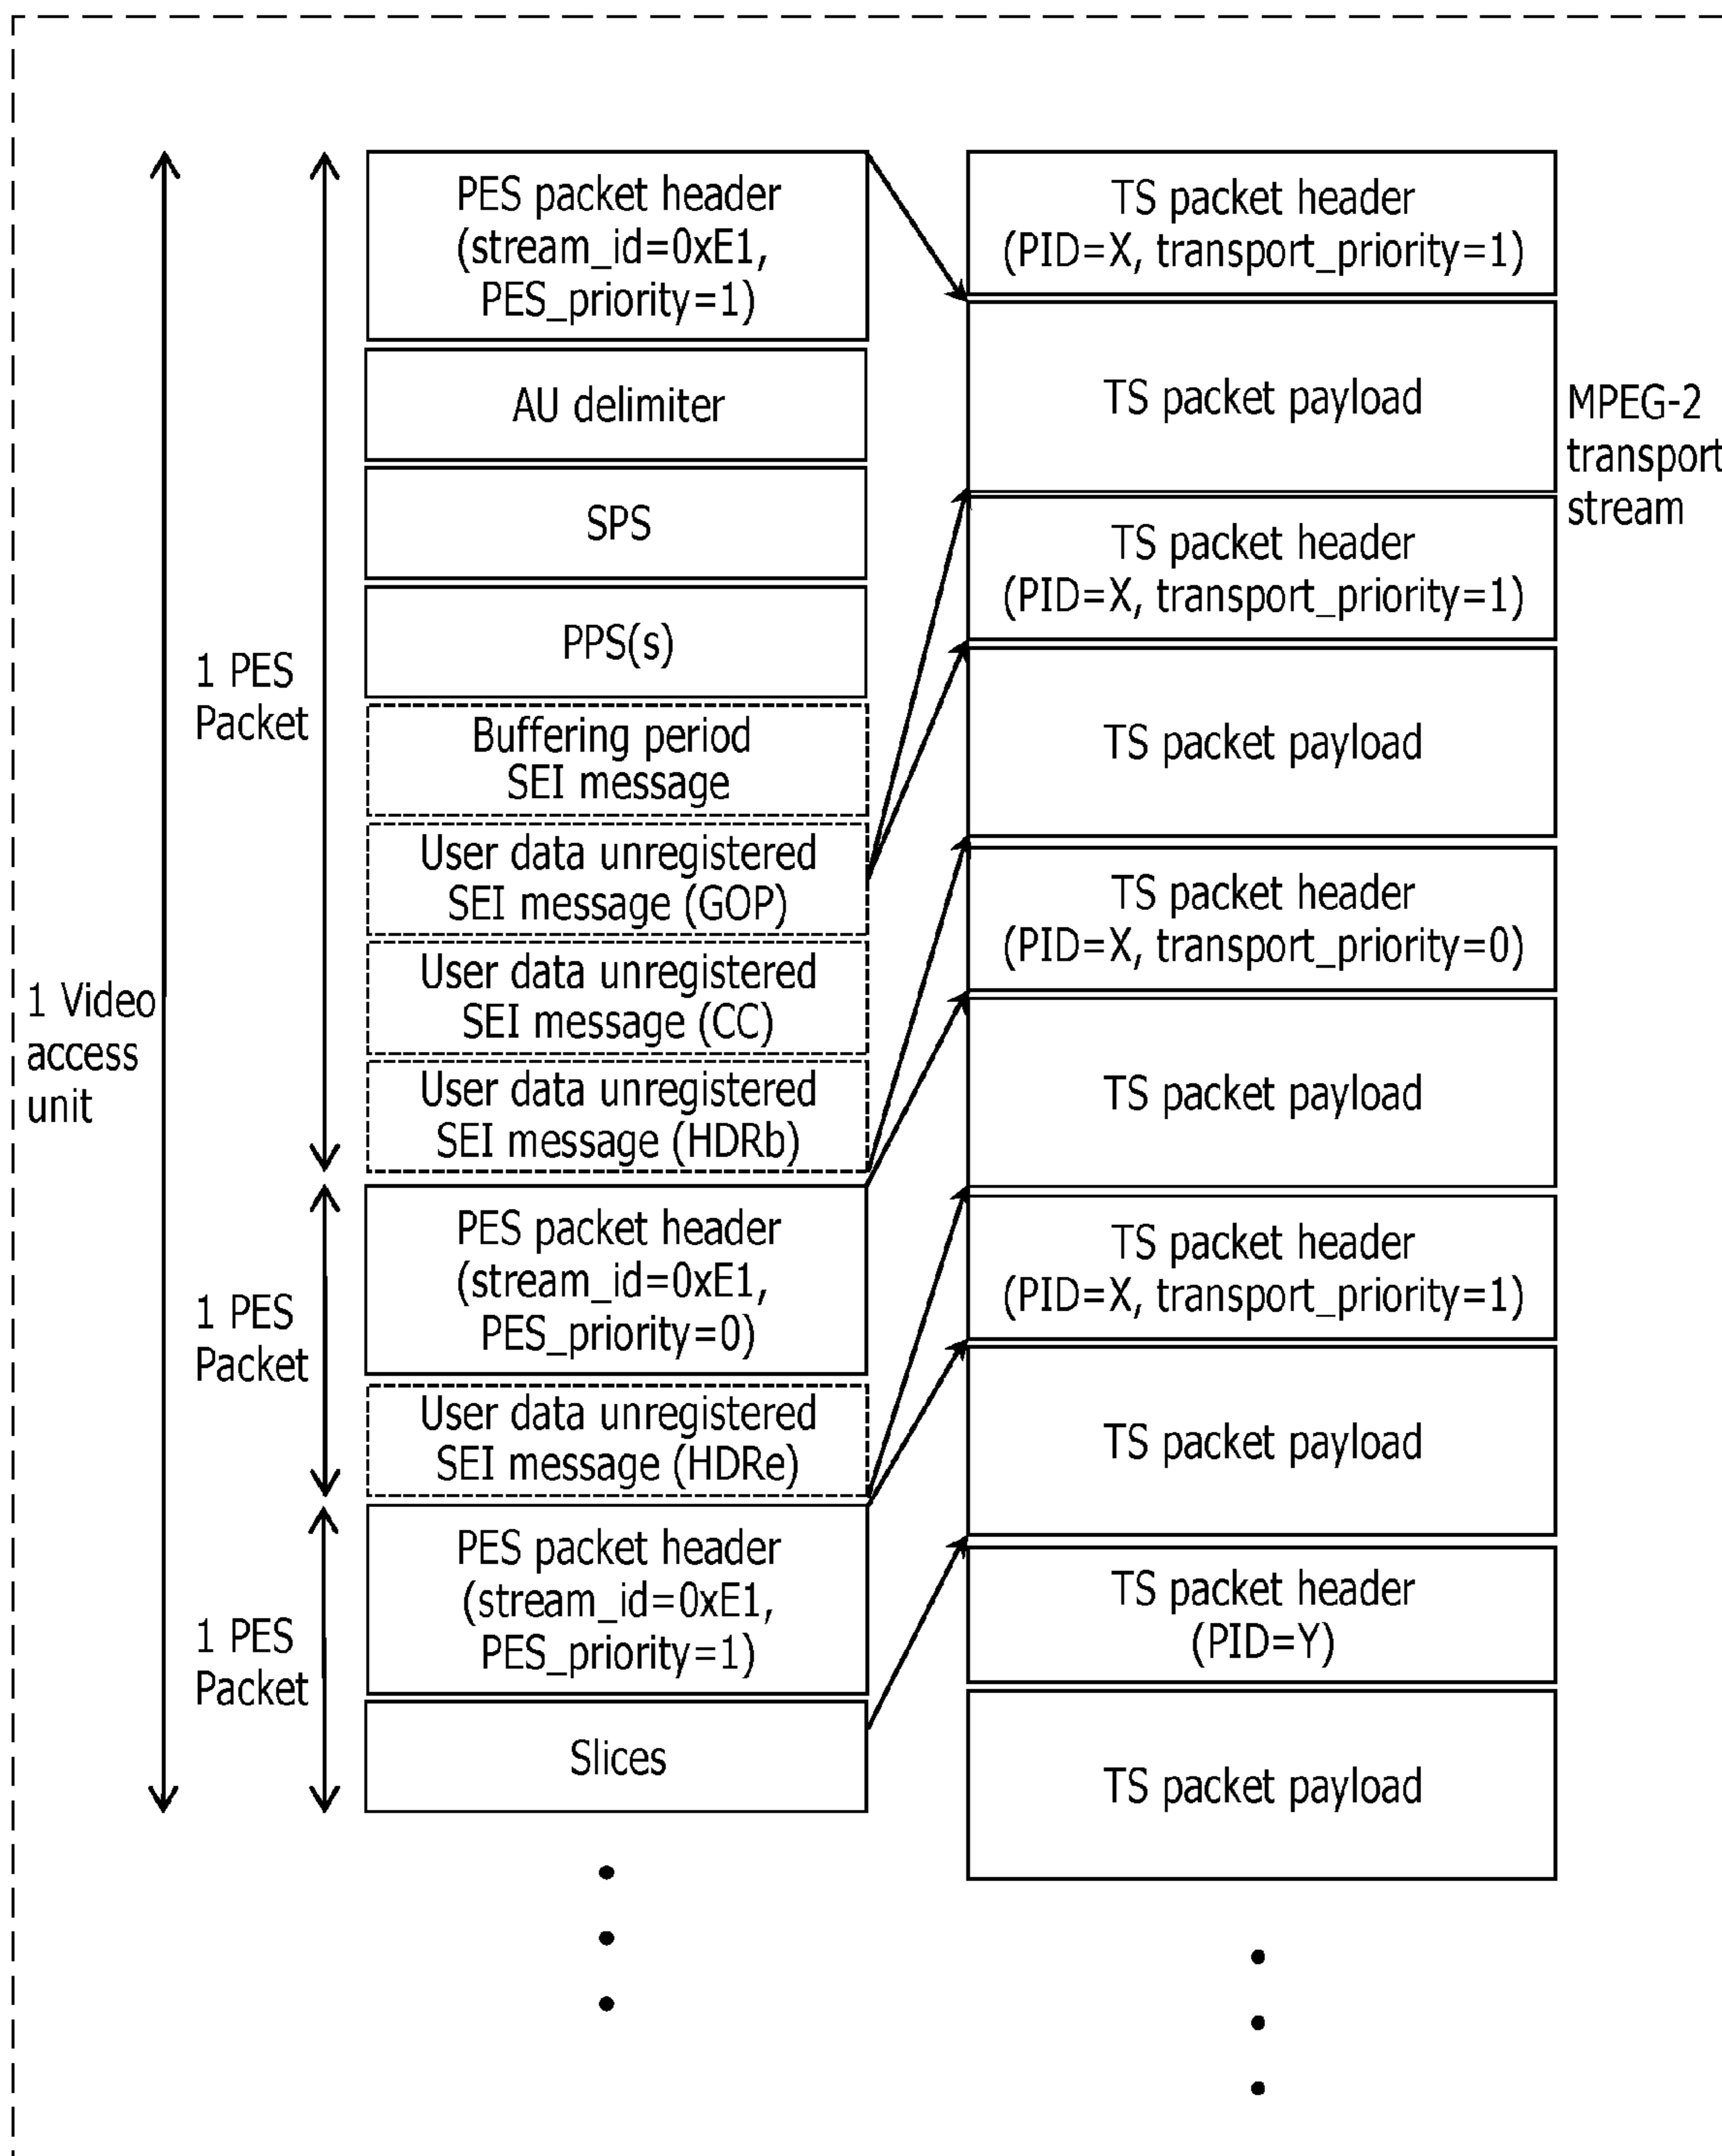 1 Video
access
unit
1 PES
Packet
1 PES
Packet
1 PES
Packet
PES packet header
(stream_id=0xE1,
PES_priority=1)
AU delimiter
SPS
PPS(s)
Buffering period
SEI message
User data unregistered
SEI message (GOP)
User data unregistered
SEI message (CC)
User data unregistered
SEI message (HDRb)
PES packet header
(stream_id=0xE1,
PES_priority=0)
User data unregistered
SEI message (HDRe)
PES packet header
(stream_id=0xE1,
PES_priority=1)
Slices
TS packet header
(PID=X, transport_priority=1)
TS packet payload
TS packet header
(PID=X, transport_priority=1)
TS packet payload
TS packet header
(PID=X, transport_priority=0)
TS packet payload
TS packet header
(PID=X, transport_priority=1)
TS packet payload
TS packet header
(PID=Y)
TS packet payload
MPEG-2
transport
stream